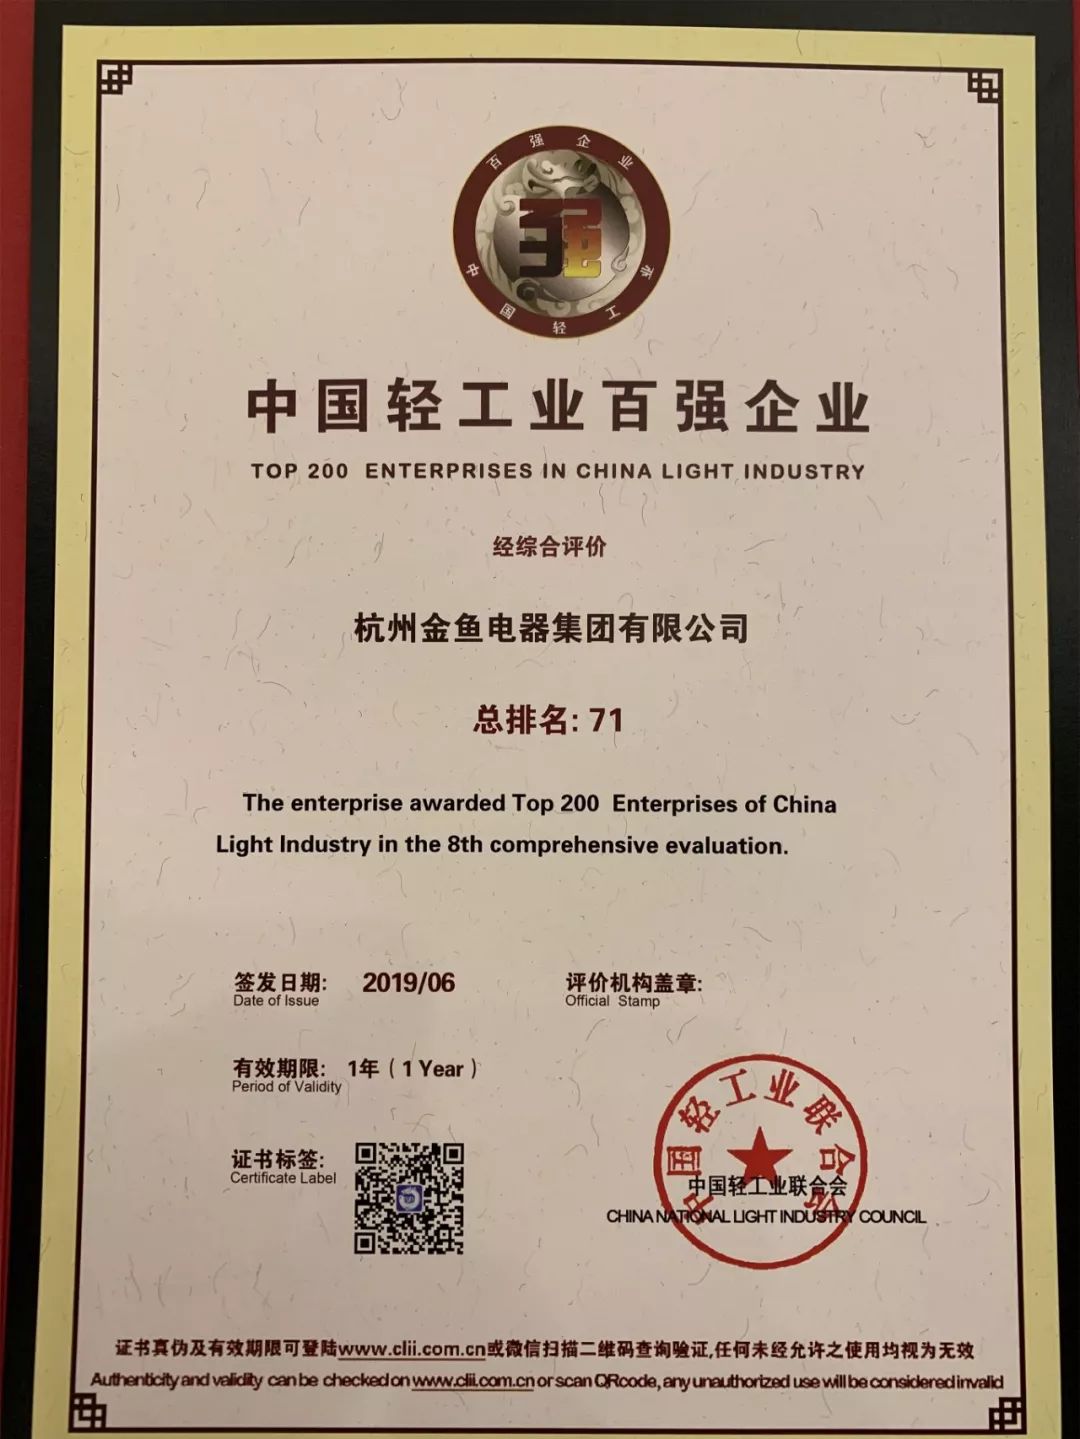 百强企业
强
中国轻工业
中国轻工业百强企业
TOP 200 ENTERPRISES IN CHINA LIGHT INDUSTRY
经综合评价
杭州金鱼电器集团有限公司
总排名: 71
The enterprise awarded Top 200 Enterprises of China
Light Industry in the 8th comprehensive evaluation.
签发日期: 2019/06
Date of Issue
评价机构盖章:
Official Stamp
有效期限: 1年 ( 1 Year )
Period of Validity
证书标签:
Certificate Label
中国轻工业联合会
中国轻工业联合会
CHINA NATIONAL LIGHT INDUSTRY COUNCIL
证书真伪及有效期限可登陆www.clii.com.cn或微信扫描二维码查询验证,任何未经允许之使用均视为无效
Authenticity and validity can be checked on www.clii.com.cn or scan QRcode, any unauthorized use will be considered invalid